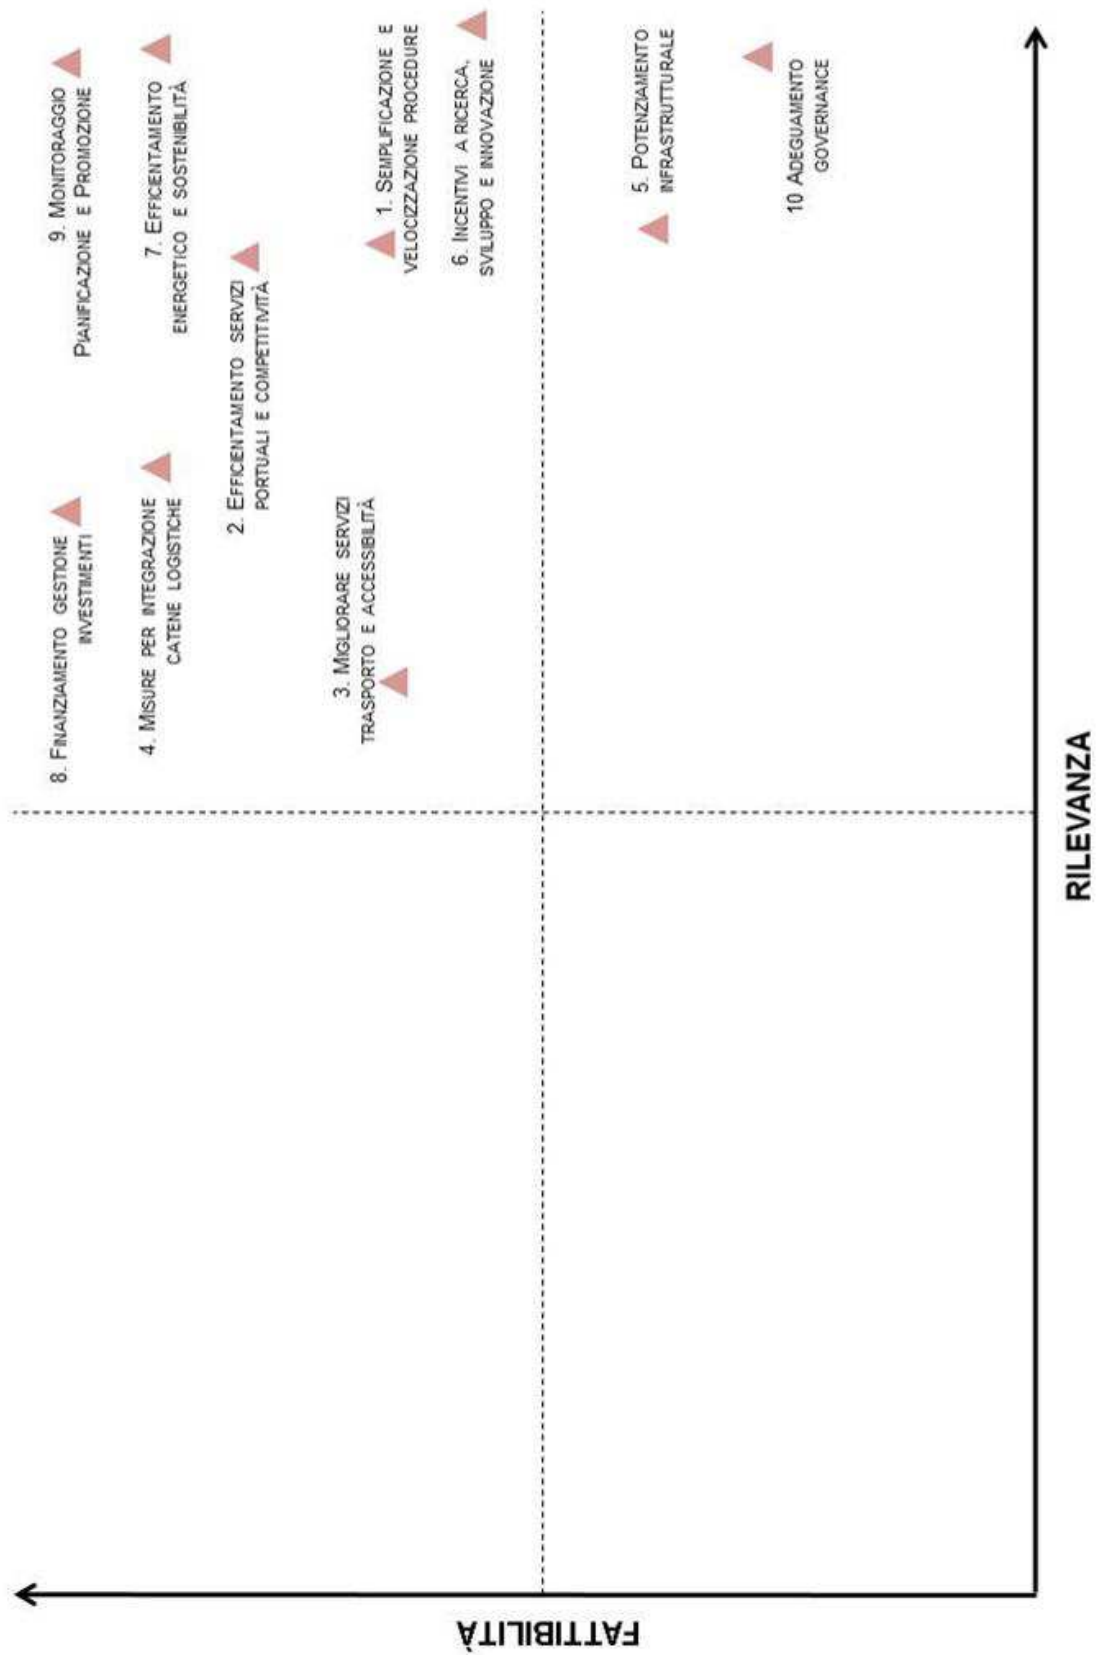 9. Monitoraggio
Pianificazione e Promozione
7. Efficientamento
energetico e sostenibilità
8. Finanziamento gestione
investimenti
4. Misure per integrazione
catene logistiche
2. Efficientamento servizi
portuali e competitività
3. Migliorare servizi
trasporto e accessibilità
1. Semplificazione e
velocizzazione procedure
6. Incentivi a ricerca,
sviluppo e innovazione
5. Potenziamento
infrastrutturale
10 Adeguamento
governance
FATTIBILITÀ
RILEVANZA